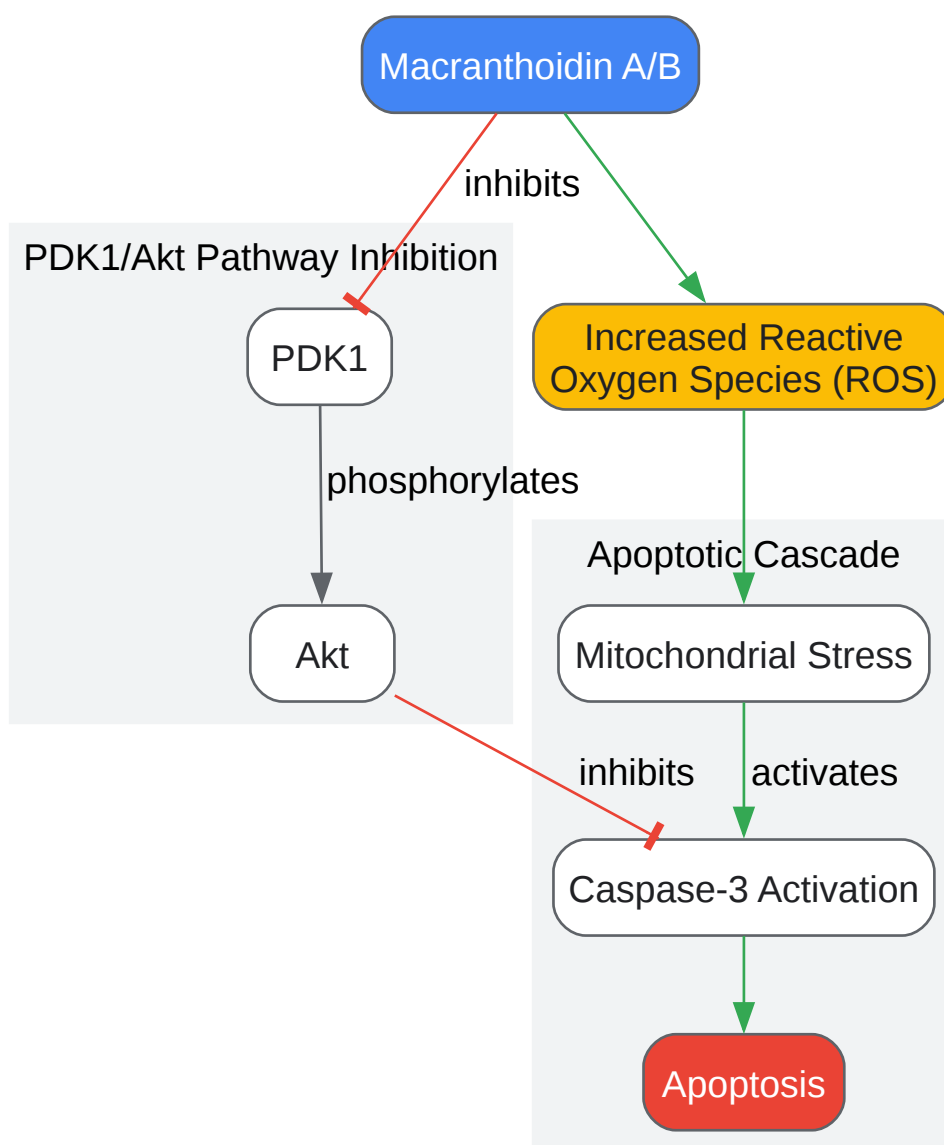 Macranthoidin A/B
inhibits
PDK1/Akt Pathway Inhibition
PDK1
Increased Reactive
Oxygen Species (ROS)
phosphorylates
Apoptotic Cascade
Akt
Mitochondrial Stress
inhibits
activates
Caspase-3 Activation
Apoptosis